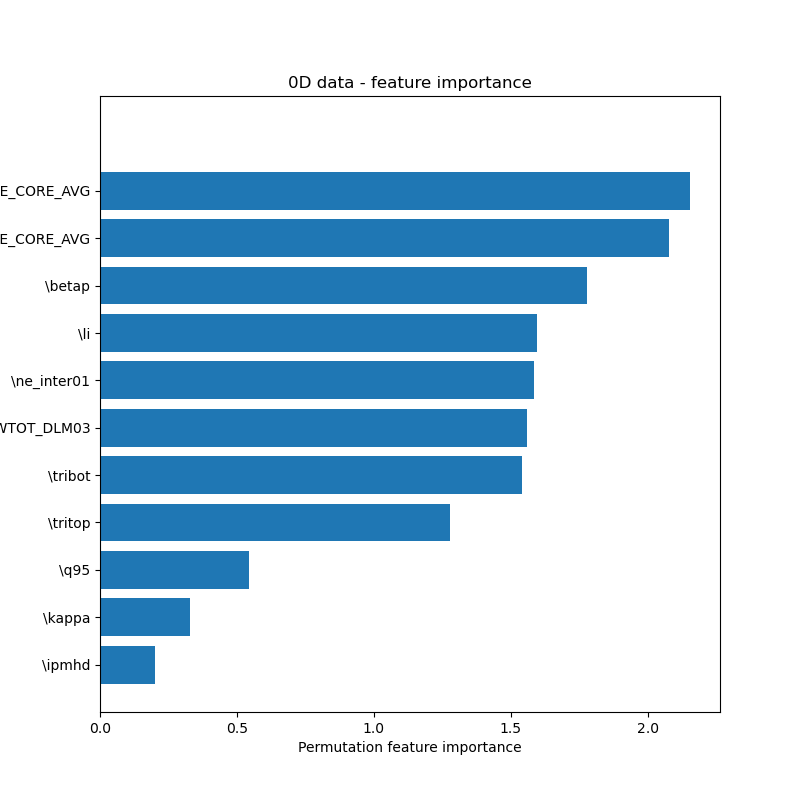 0D data - feature importance
E_CORE_AVG
E_CORE_AVG
\betap
\li
\ne_inter01
WTOT_DLM03
\tribot
\tritop
\q95
\kappa
\ipmhd
0.0 0.5 1.0 1.5 2.0
Permutation feature importance